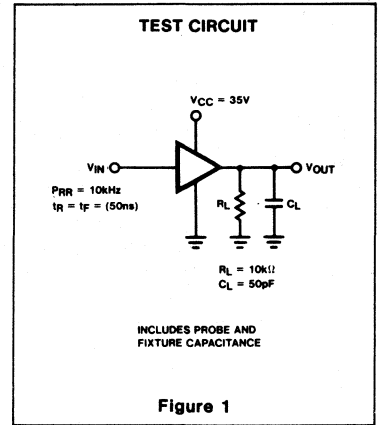 TEST CIRCUIT
VCC = 35V
VIN
VOUT
PRR = 10kHz
tR = tF = (50ns)
RL
CL
RL = 10kΩ
CL = 50pF
INCLUDES PROBE AND
FIXTURE CAPACITANCE
Figure 1